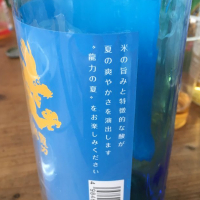 米の旨みと特徴的な酸が
夏の爽やかさを演出します
"龍力の夏"をお楽しみください